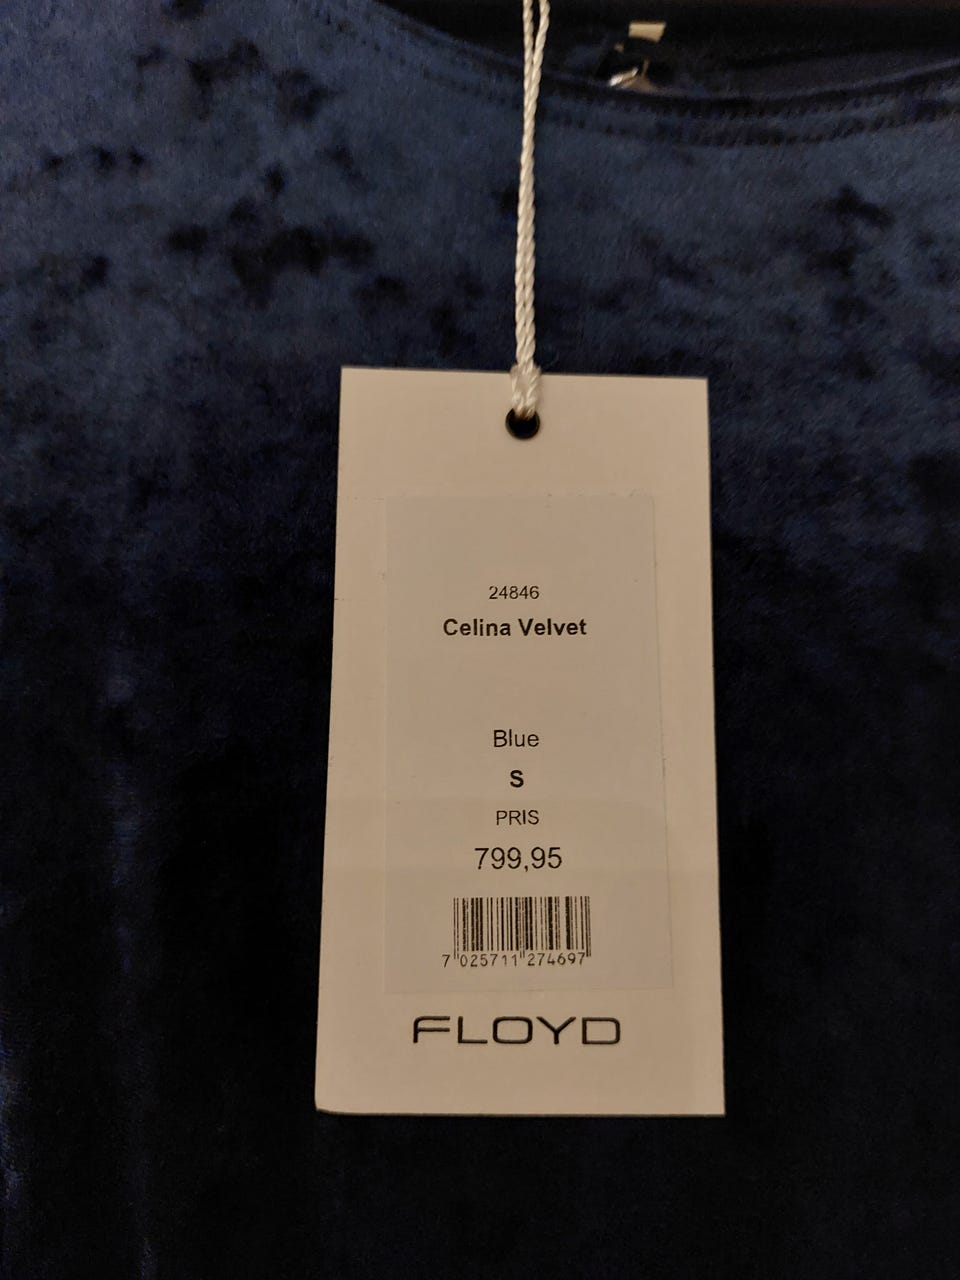 24846
Celina Velvet
Blue
S
PRIS
799,95
7 025711 274697
FLOYD